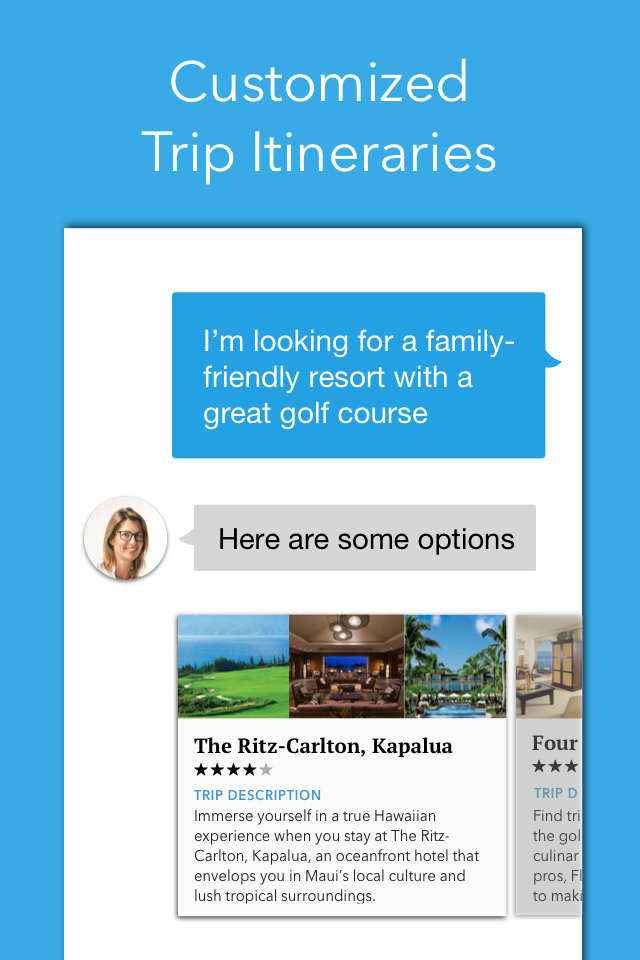 Customized
Trip Itineraries
I'm looking for a family-
friendly resort with a
great golf course
Here are some options
The Ritz-Carlton, Kapalua
TRIP DESCRIPTION
Immerse yourself in a true Hawaiian
experience when you stay at The Ritz-
Carlton, Kapalua, an oceanfront hotel that
envelops you in Maui's local culture and
lush tropical surroundings.
Four
TRIP D
Find tri
the gol
culinar
pros, Fl
to maki